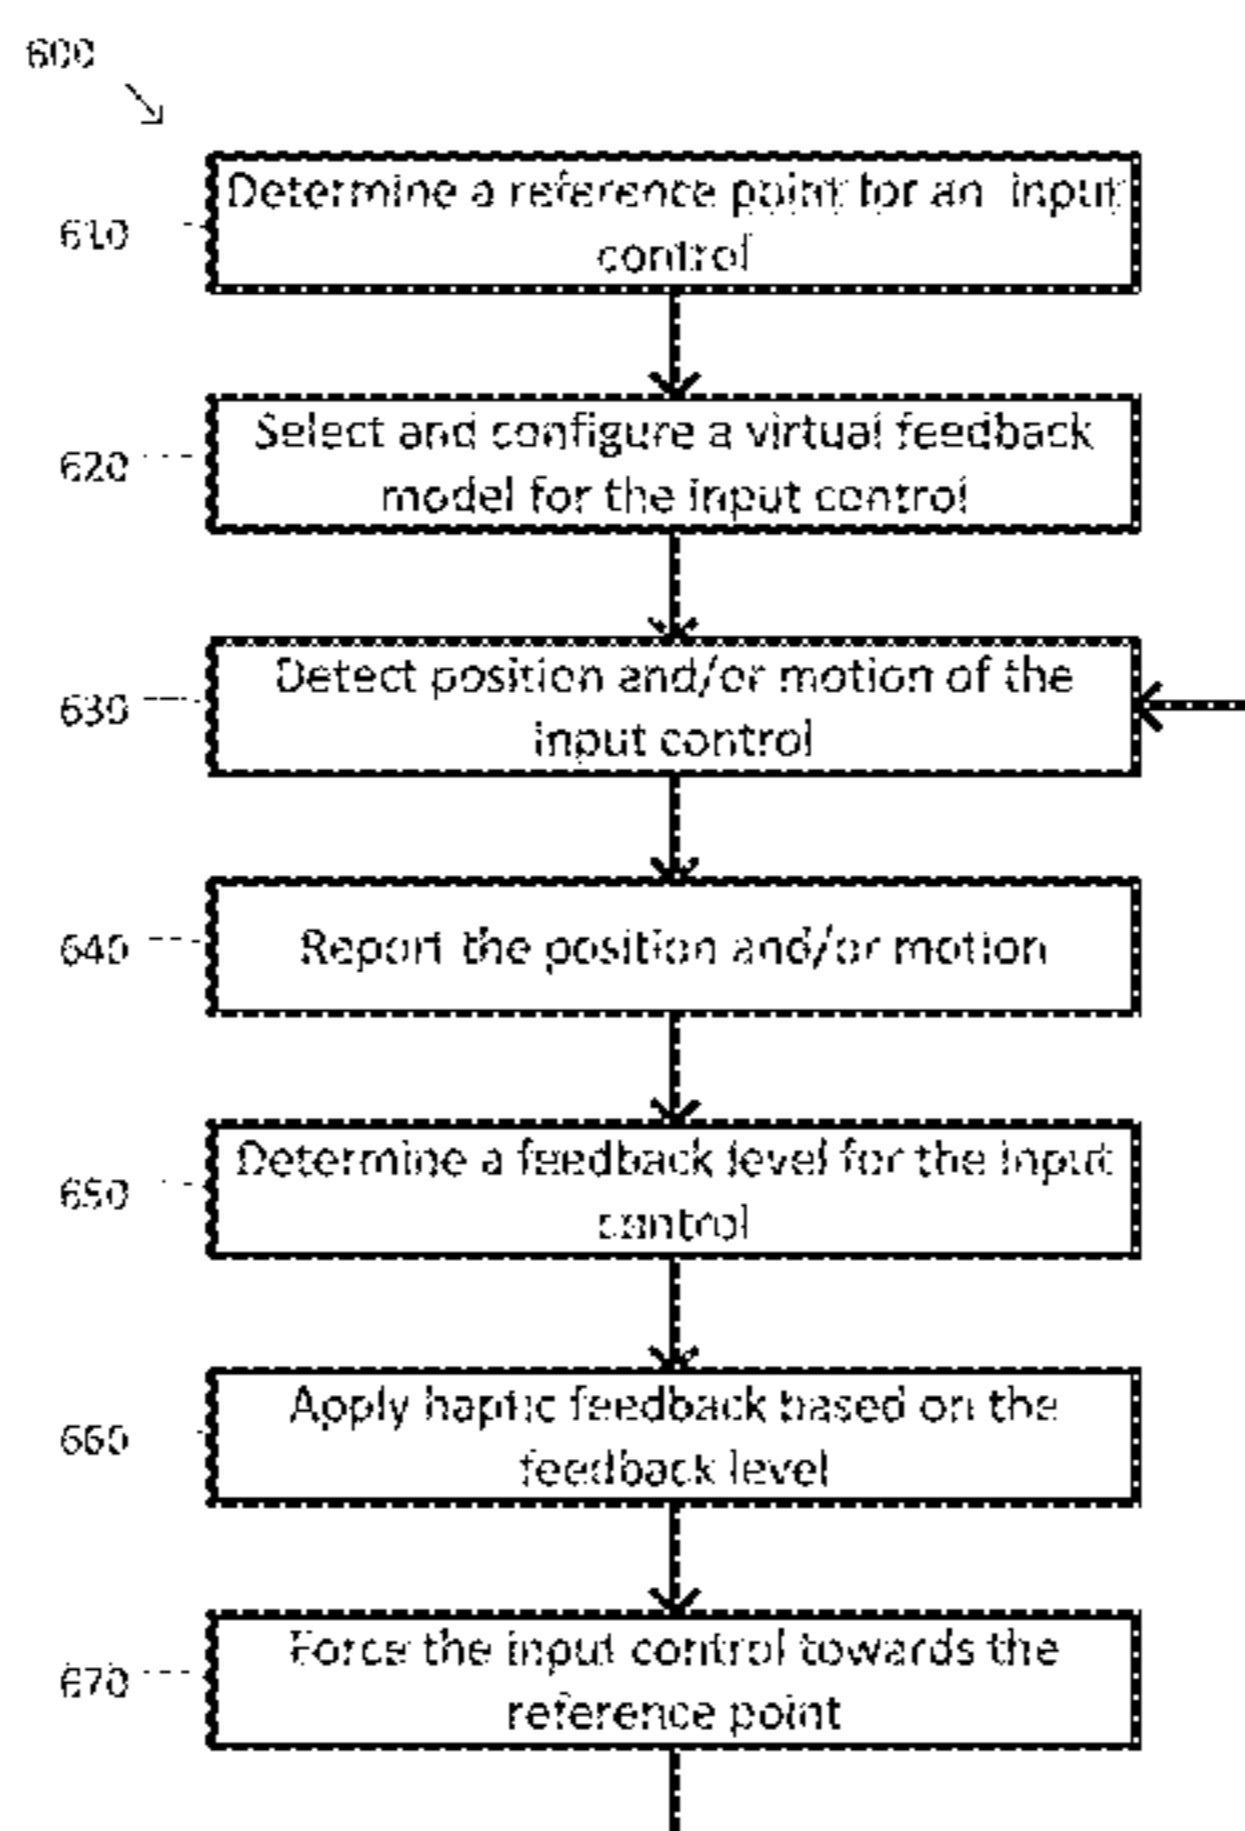 600
610
Determine a reference point for an input
control
620
Select and configure a virtual feedback
model for the input control
630
Detect position and/or motion of the
input control
640
Report the position and/or motion
650
Determine a feedback level for the input
control
660
Apply haptic feedback based on the
feedback level
670
Force the input control towards the
reference point